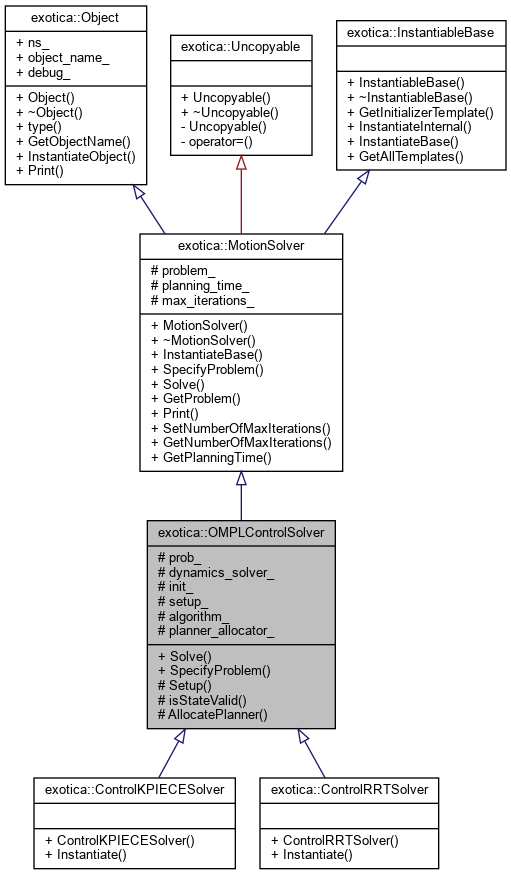 exotica::Object
+ ns_
+ object_name_
+ debug_
+ Object()
+ ~Object()
+ type()
+ GetObjectName()
+ InstantiateObject()
+ Print()
exotica::Uncopyable
+ Uncopyable()
+ ~Uncopyable()
- Uncopyable()
- operator=()
exotica::InstantiableBase
+ InstantiableBase()
+ ~InstantiableBase()
+ GetInitializerTemplate()
+ InstantiateInternal()
+ InstantiateBase()
+ GetAllTemplates()
exotica::MotionSolver
# problem_
# planning_time_
# max_iterations_
+ MotionSolver()
+ ~MotionSolver()
+ InstantiateBase()
+ SpecifyProblem()
+ Solve()
+ GetProblem()
+ Print()
+ SetNumberOfMaxIterations()
+ GetNumberOfMaxIterations()
+ GetPlanningTime()
exotica::OMPLControlSolver
# prob_
# dynamics_solver_
# init_
# setup_
# algorithm_
# planner_allocator_
+ Solve()
+ SpecifyProblem()
# Setup()
# isStateValid()
# AllocatePlanner()
exotica::ControlKPIECESolver
+ ControlKPIECESolver()
+ Instantiate()
exotica::ControlRRTSolver
+ ControlRRTSolver()
+ Instantiate()